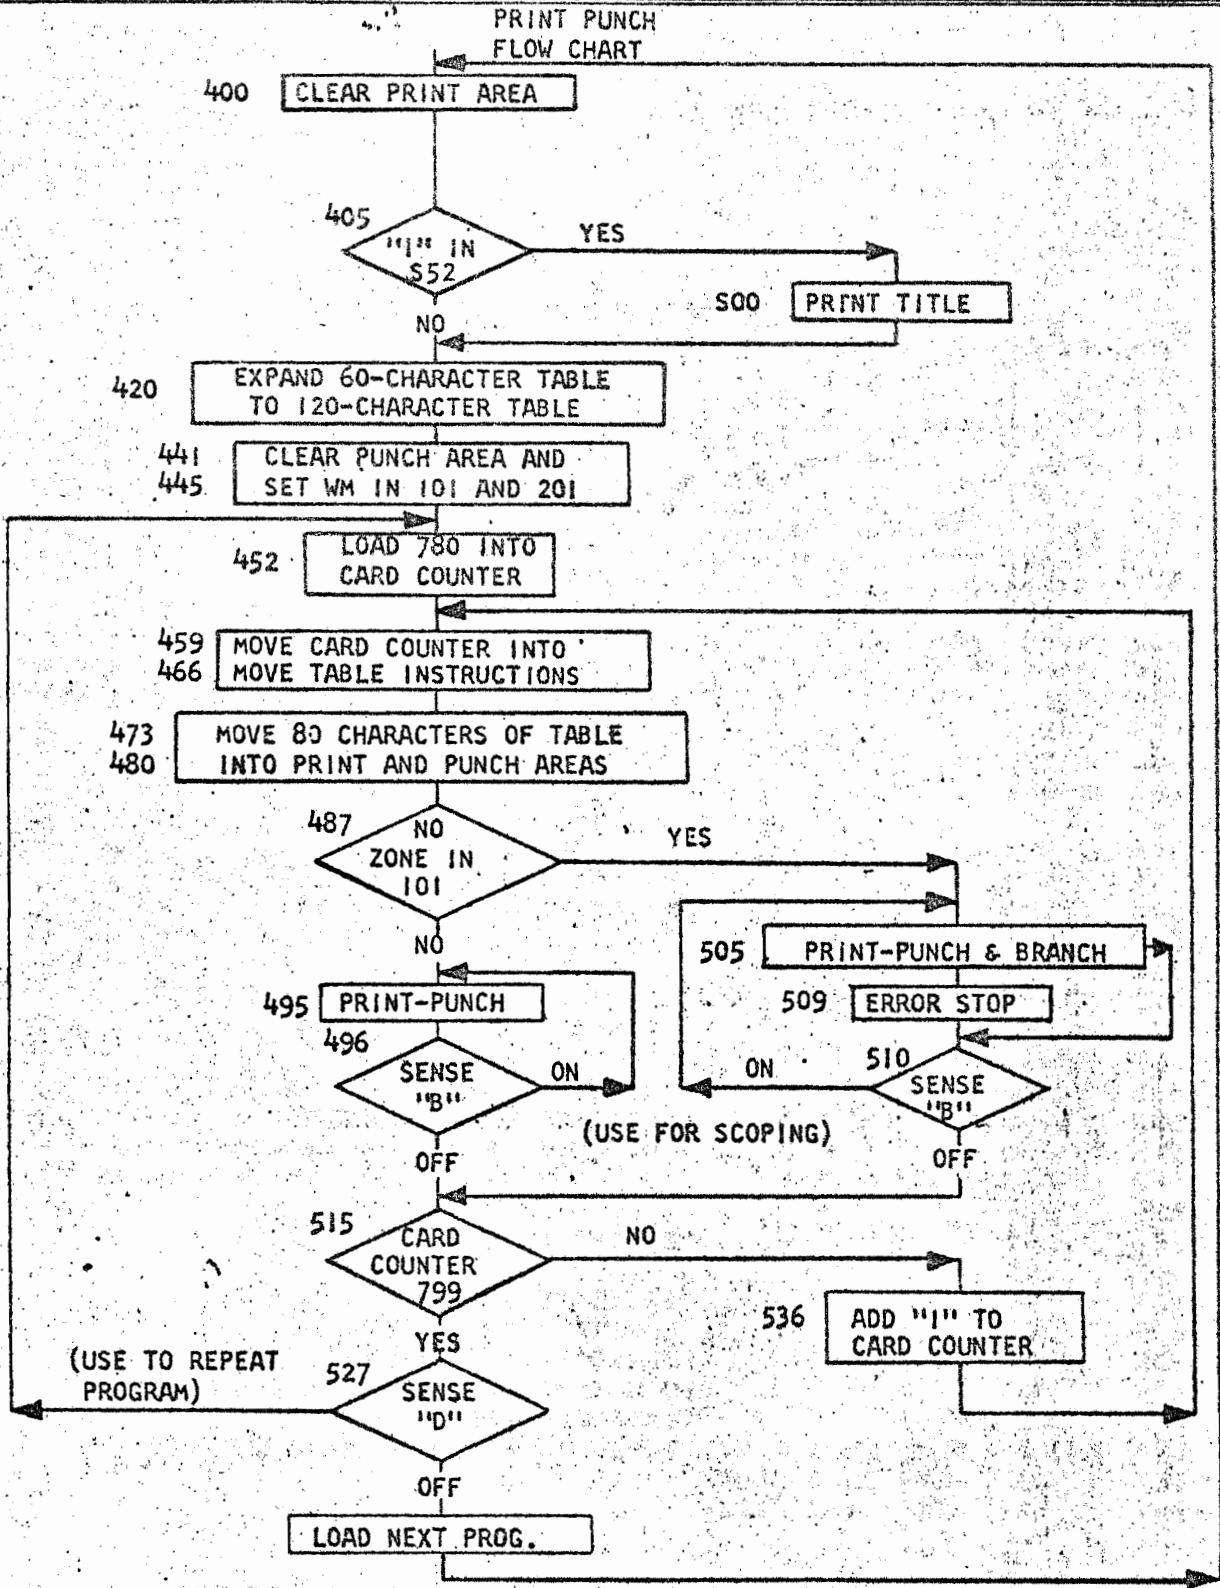 PRINT PUNCH
FLOW CHART
400 CLEAR PRINT AREA
405
"1" IN
S52
YES
S00 PRINT TITLE
NO
420 EXPAND 60-CHARACTER TABLE
TO 120-CHARACTER TABLE
441 CLEAR PUNCH AREA AND
445 SET WM IN 101 AND 201
452 LOAD 780 INTO
CARD COUNTER
459 MOVE CARD COUNTER INTO
466 MOVE TABLE INSTRUCTIONS
473 MOVE 80 CHARACTERS OF TABLE
480 INTO PRINT AND PUNCH AREAS
487 NO
ZONE IN
101
YES
NO
505 PRINT-PUNCH & BRANCH
495 PRINT-PUNCH
509 ERROR STOP
496
SENSE
"B"
ON
ON
510
SENSE
"B"
(USE FOR SCOPING)
OFF
OFF
515 CARD
COUNTER
799
NO
536 ADD "1" TO
CARD COUNTER
YES
(USE TO REPEAT
PROGRAM)
527
SENSE
"D"
OFF
LOAD NEXT PROG.